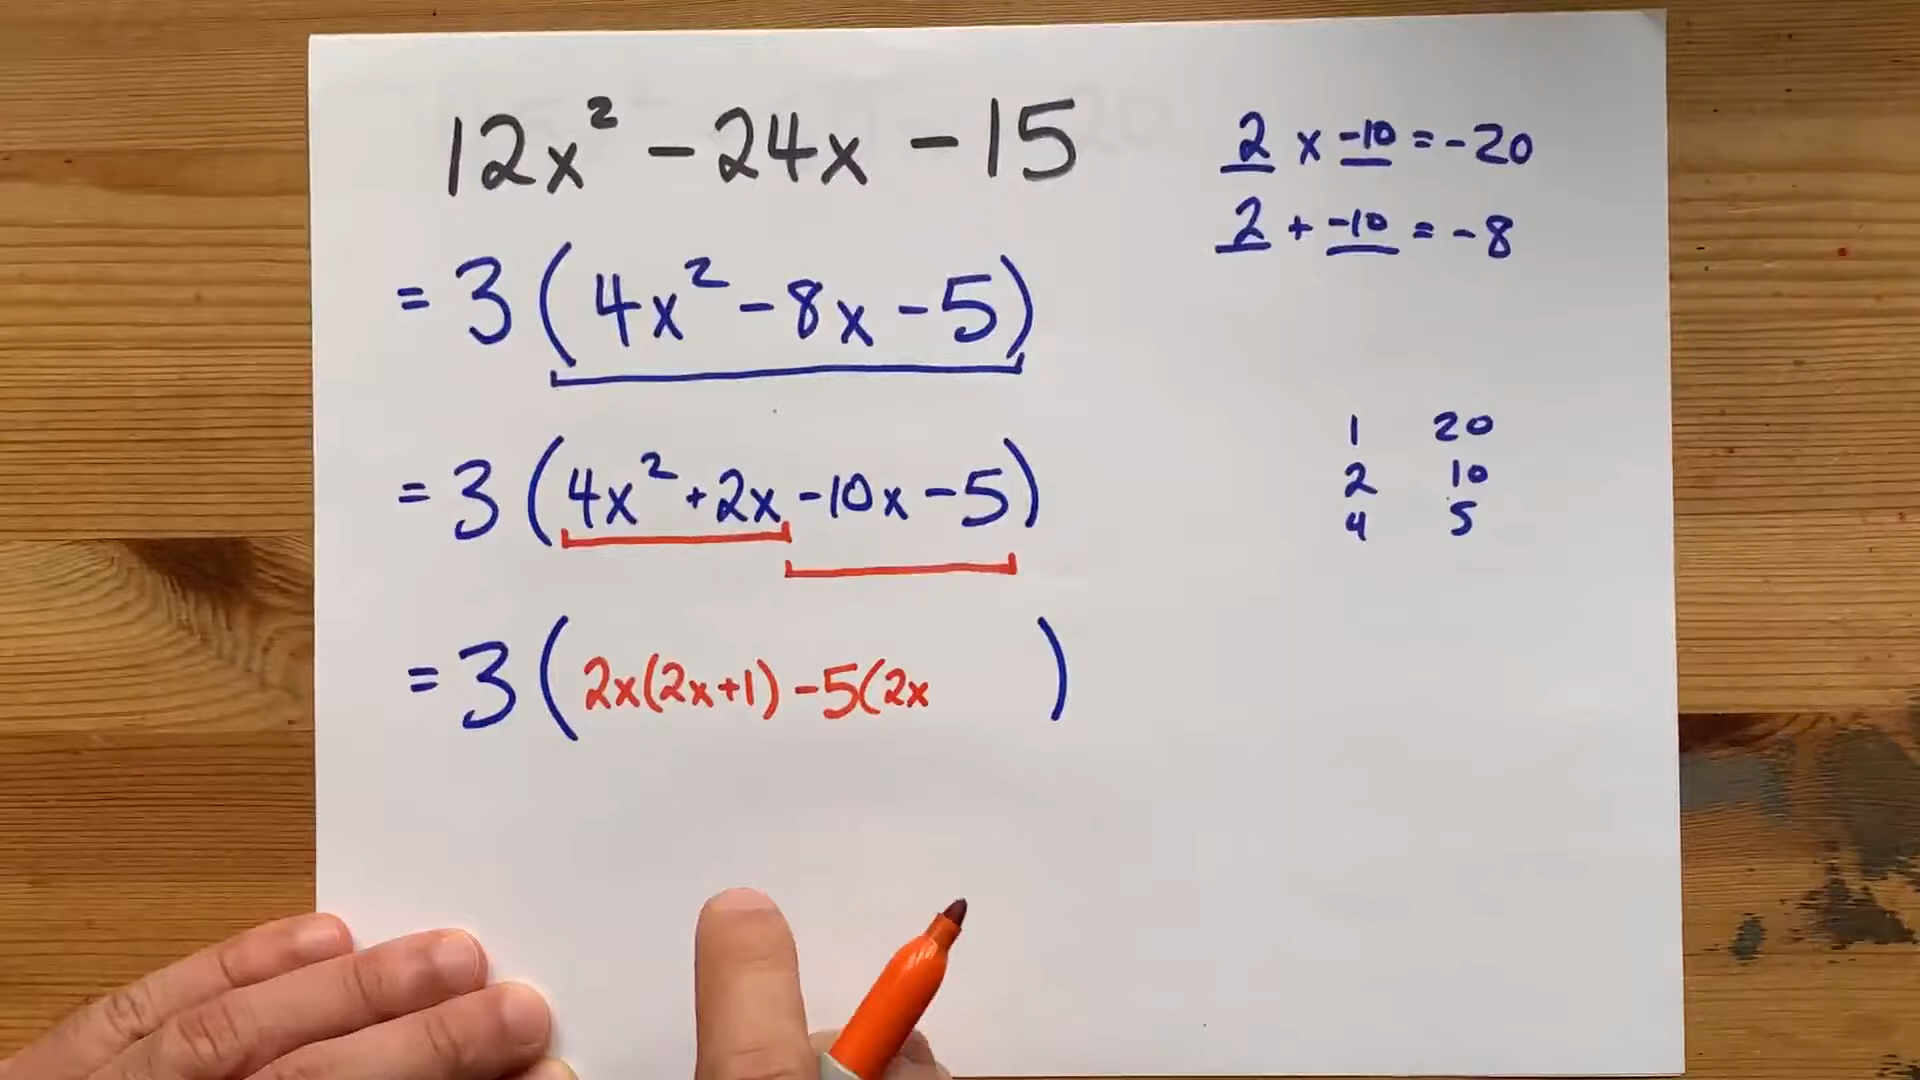 12x² - 24x - 15
= 3 ( 4x² - 8x - 5)
= 3 (4x² + 2x - 10x - 5)
= 3 ( 2x(2x+1) - 5(2x )
2 x -10 = -20
2 + -10 = -8
1 20
2 10
4 5